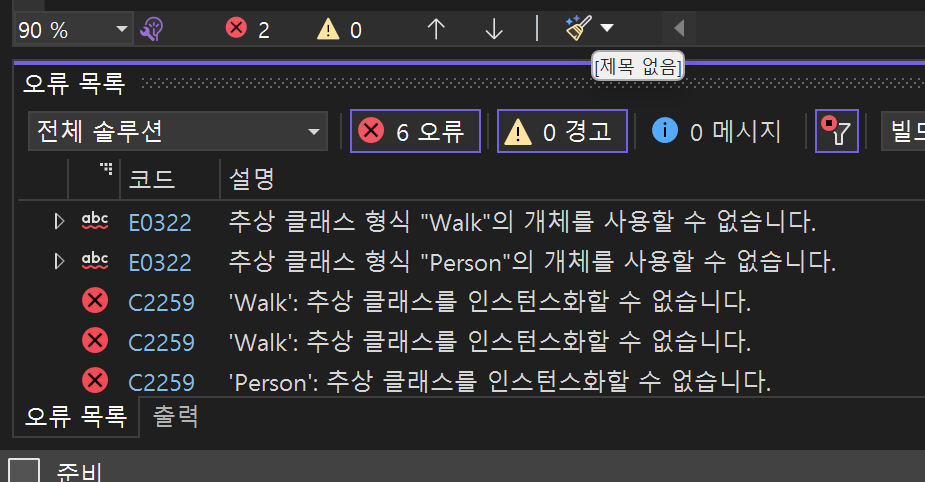 90 % 2 0
[제목 없음]
오류 목록
전체 솔루션 6 오류 0 경고 0 메시지
코드 설명
abc E0322 추상 클래스 형식 "Walk"의 개체를 사용할 수 없습니다.
abc E0322 추상 클래스 형식 "Person"의 개체를 사용할 수 없습니다.
C2259 'Walk': 추상 클래스를 인스턴스화할 수 없습니다.
C2259 'Walk': 추상 클래스를 인스턴스화할 수 없습니다.
C2259 'Person': 추상 클래스를 인스턴스화할 수 없습니다.
오류 목록 출력
준비